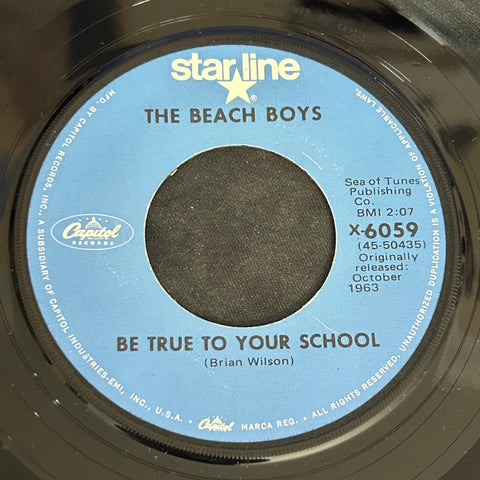 starline
®
THE BEACH BOYS
Sea of Tunes
Publishing
Co.
BMI 2:07
X-6059
(45-50435)
Originally
released:
October
1963
Capitol
RECORDS
BE TRUE TO YOUR SCHOOL
(Brian Wilson)
MFD. BY CAPITOL RECORDS, INC., A SUBSIDIARY OF CAPITOL INDUSTRIES-EMI, INC., U.S.A. • Capitol MARCA REG. • ALL RIGHTS RESERVED. UNAUTHORIZED DUPLICATION IS A VIOLATION OF APPLICABLE LAWS.